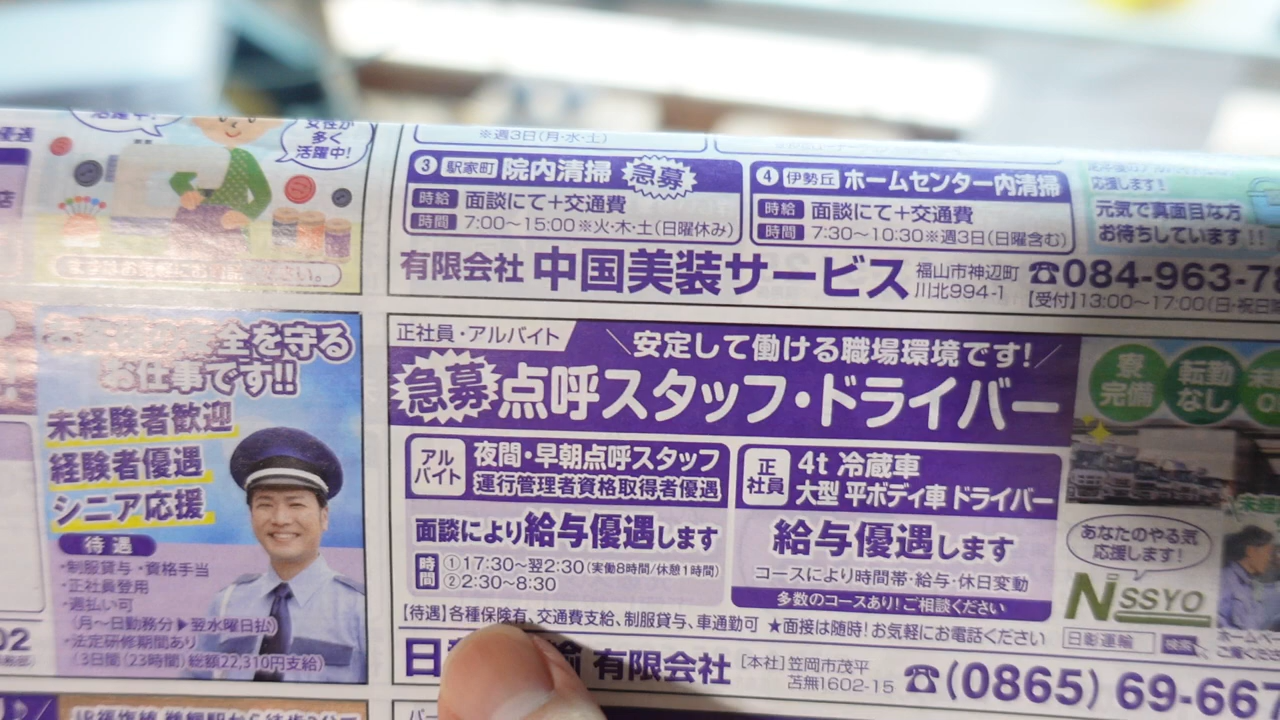 活躍中!
女性が
多く
活躍中!
優遇
※週3日(月・水・土)
③ 駅家町 院内清掃 急募
時給 面談にて+交通費
時間 7:00〜15:00※火・木・土(日曜休み)
④ 伊勢丘 ホームセンター内清掃
時給 面談にて+交通費
時間 7:30〜10:30※週3日(日曜含む)
応援します!
元気で真面目な方
お待ちしています!!
有限会社 中国美装サービス
福山市神辺町
川北994-1
☎084-963-7
【受付】13:00〜17:00(日・祝日
全を守る
お仕事です!!
未経験者歓迎
経験者優遇
シニア応援
待遇
・制服貸与・資格手当
・正社員登用
・週払い可
(月〜日勤務分▶翌水曜日払)
・法定研修期間あり
(3日間(23時間)総額22,310円支給)
02
正社員・アルバイト
\安定して働ける職場環境です!/
急募 点呼スタッフ・ドライバー
アルバイト
夜間・早朝点呼スタッフ
運行管理者資格取得者優遇
面談により給与優遇します
時間
①17:30〜翌2:30(実働8時間/休憩1時間)
②2:30〜8:30
正社員
4t 冷蔵車
大型 平ボディ車 ドライバー
給与優遇します
コースにより時間帯・給与・休日変動
多数のコースあり!ご相談ください
【待遇】各種保険有、交通費支給、制服貸与、車通勤可 ★面接は随時!お気軽にお電話ください
日 輸 有限会社
[本社]笠岡市茂平
苫無1602-15
☎(0865)69-667
寮完備
転勤なし
あなたのやる気
応援します!
NISSYO
日彰運輸 検索
ホームペー